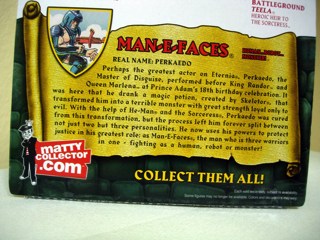 BATTLEGROUND
TEELA®
HEROIC HEIR TO
THE SORCERESS
MAN-E-FACES®
REAL NAME: PERKAEDO
Perhaps the greatest actor on Eternia®, Perkaedo, the
Master of Disguise, performed before King Randor® and
Queen Marlena® at Prince Adam's 18th birthday celebration. It
was here that he drank a magic potion, created by Skeletor®, that
transformed him into a terrible monster with great strength loyal only to
evil. With the help of He-Man® and the Sorceress®, Perkaedo was cured
from this transformation, but the process left him forever split between
not just two but three personalities. He now uses his powers to protect
justice in his greatest role: as Man-E-Faces®, the man who is three warriors
in one - fighting as a human, robot or monster!
matty
COLLECTOR
.com™
COLLECT THEM ALL!